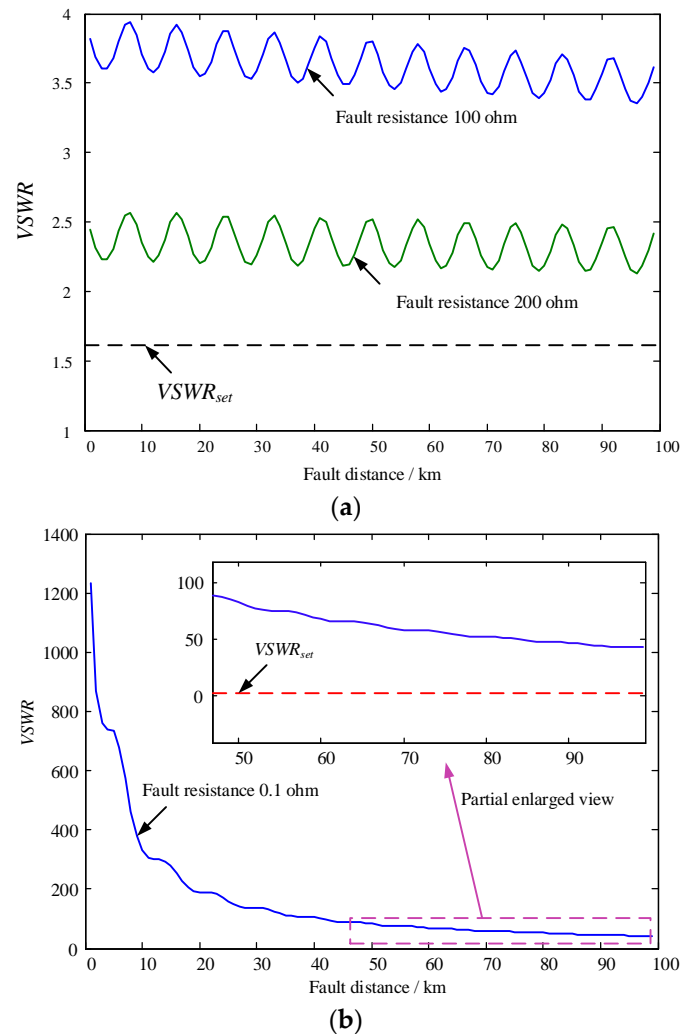 4
3.5
3
2.5
2
1.5
1
VSWR
Fault resistance 100 ohm
Fault resistance 200 ohm
VSWRset
0 10 20 30 40 50 60 70 80 90 100
Fault distance / km
(a)
1400
1200
1000
800
600
400
200
0
VSWR
100
50
0
VSWRset
50 60 70 80 90
Fault resistance 0.1 ohm
Partial enlarged view
0 10 20 30 40 50 60 70 80 90 100
Fault distance / km
(b)